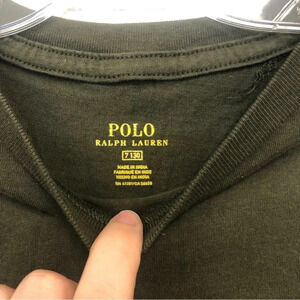 POLO
RALPH LAUREN
7 130
MADE IN INDIA
FABRIQUÉ EN INDE
HECHO EN INDIA